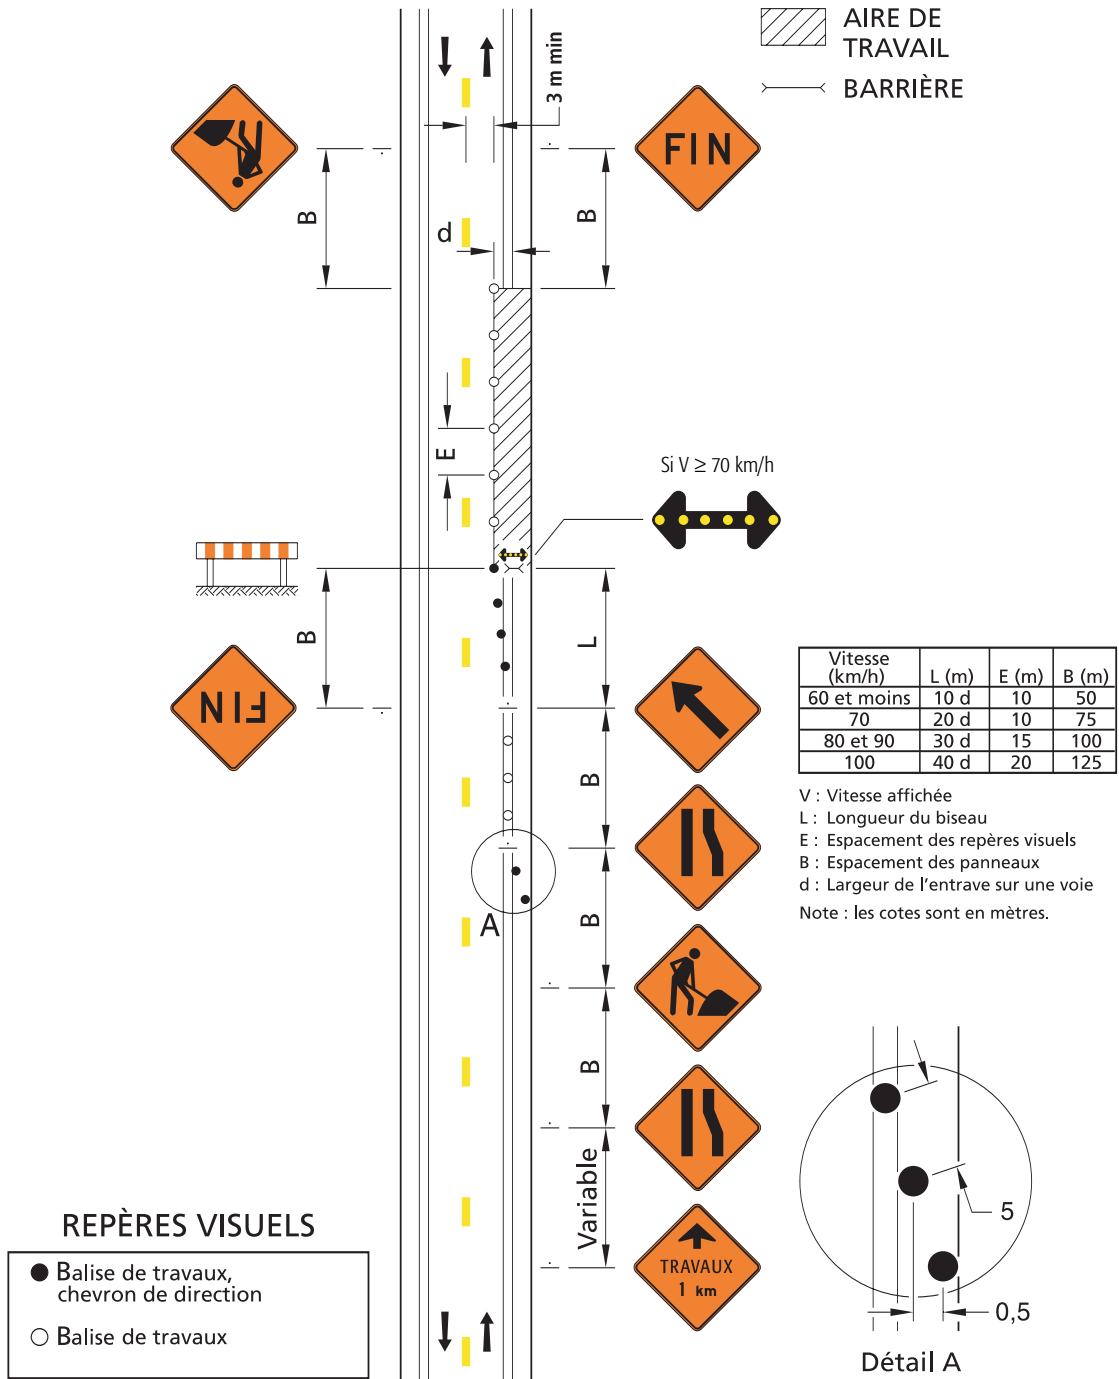 AIRE DE
TRAVAIL
BARRIÈRE
3 m min
FIN
B
B
d
E
Si V ≥ 70 km/h
B
L
FIN
B
B
A
B
Variable
TRAVAUX
1 km
Vitesse
(km/h) L (m) E (m) B (m)
60 et moins 10 d 10 50
70 20 d 10 75
80 et 90 30 d 15 100
100 40 d 20 125
V : Vitesse affichée
L : Longueur du biseau
E : Espacement des repères visuels
B : Espacement des panneaux
d : Largeur de l'entrave sur une voie
Note : les cotes sont en mètres.
5
0,5
Détail A
REPÈRES VISUELS
Balise de travaux,
chevron de direction
Balise de travaux